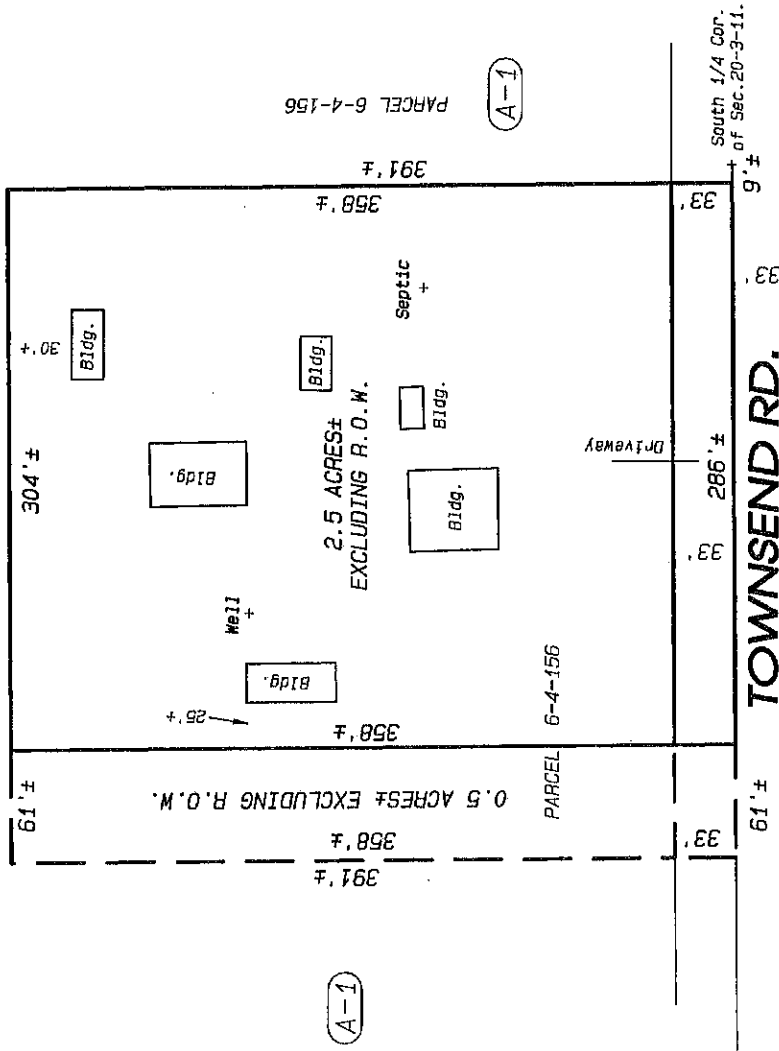 304'±
61'±
391'±
358'±
PARCEL 6-4-156
A-1
30'±
Bldg.
Bldg.
Bldg.
Bldg.
Septic
+
Well
+
2.5 ACRES±
EXCLUDING R.O.W.
Bldg.
Bldg.
25'±
358'±
0.5 ACRES± EXCLUDING R.O.W.
358'±
391'±
PARCEL 6-4-156
A-1
Driveway
33'
33'
33'
33'
South 1/4 Cor.
of Sec.20-3-11.
+
9'±
286'±
61'±
TOWNSEND RD.